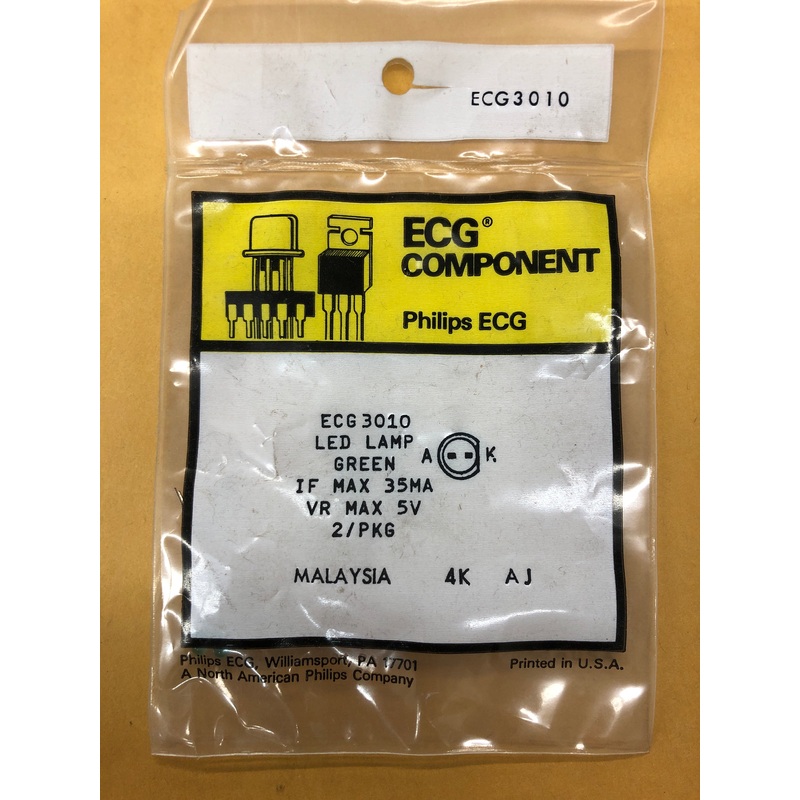 ECG3010
ECG®
COMPONENT
Philips ECG
ECG3010
LED LAMP
GREEN
A K
IF MAX 35MA
VR MAX 5V
2/PKG
MALAYSIA 4K AJ
Philips ECG, Williamsport, PA 17701
A North American Philips Company
Printed in U.S.A.